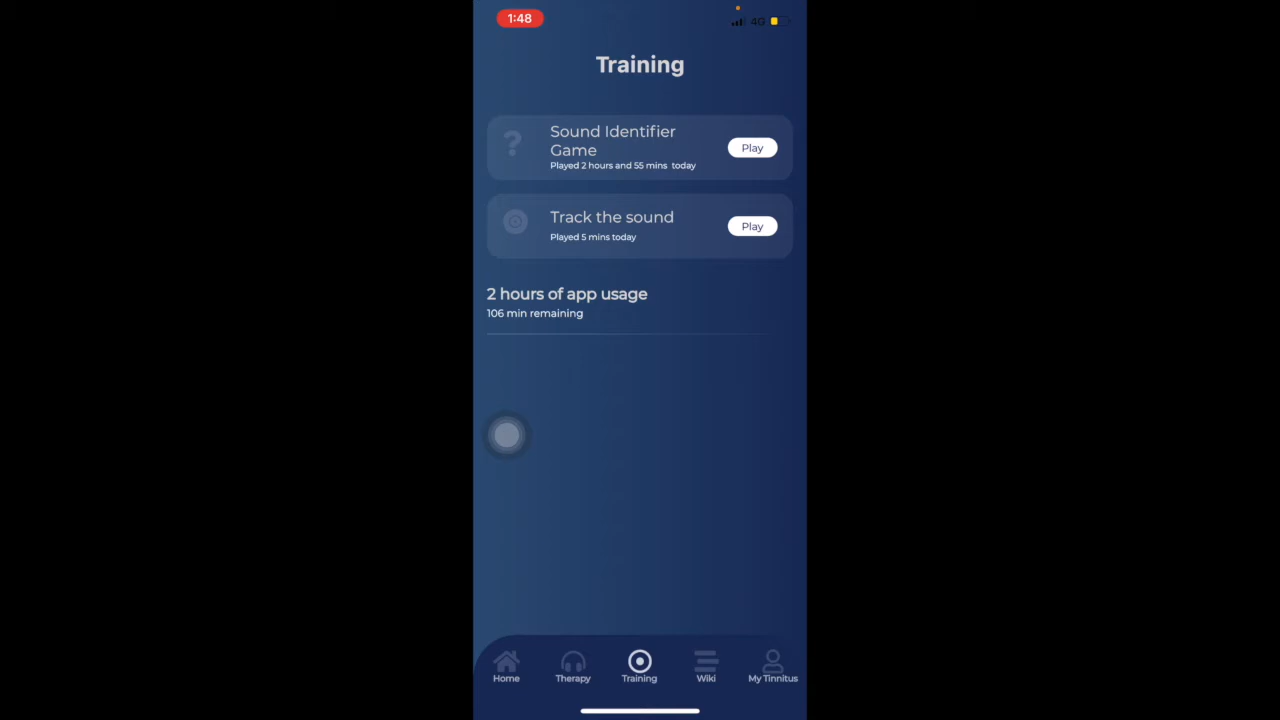 1:48
4G
Training
Sound Identifier
Game
Played 2 hours and 55 mins today
Play
Track the sound
Played 5 mins today
Play
2 hours of app usage
106 min remaining
Home
Therapy
Training
Wiki
My Tinnitus